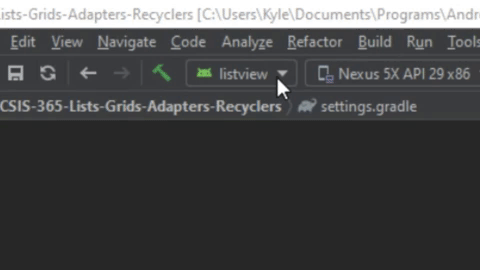 ists-Grids-Adapters-Recyclers [C:\Users\Kyle\Documents\Programs\Andr
Edit View Navigate Code Analyze Refactor Build Run Tools
listview Nexus 5X API 29 x86
CSIS-365-Lists-Grids-Adapters-Recyclers settings.gradle